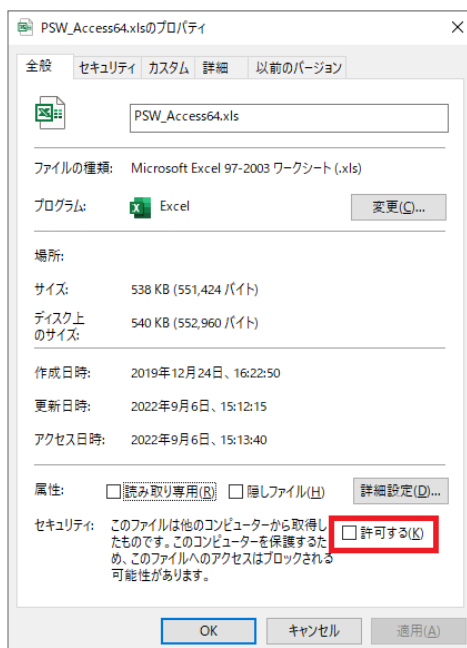 PSW_Access64.xlsのプロパティ
全般 セキュリティ カスタム 詳細 以前のバージョン
PSW_Access64.xls
ファイルの種類: Microsoft Excel 97-2003 ワークシート (.xls)
プログラム: Excel 変更(C)...
場所:
サイズ: 538 KB (551,424 バイト)
ディスク上
のサイズ: 540 KB (552,960 バイト)
作成日時: 2019年12月24日、16:22:50
更新日時: 2022年9月6日、15:12:15
アクセス日時: 2022年9月6日、15:13:40
属性: 読み取り専用(R) 隠しファイル(H) 詳細設定(D)...
セキュリティ: このファイルは他のコンピューターから取得し
たものです。このコンピューターを保護するた 許可する(K)
め、このファイルへのアクセスはブロックされる
可能性があります。
OK キャンセル 適用(A)